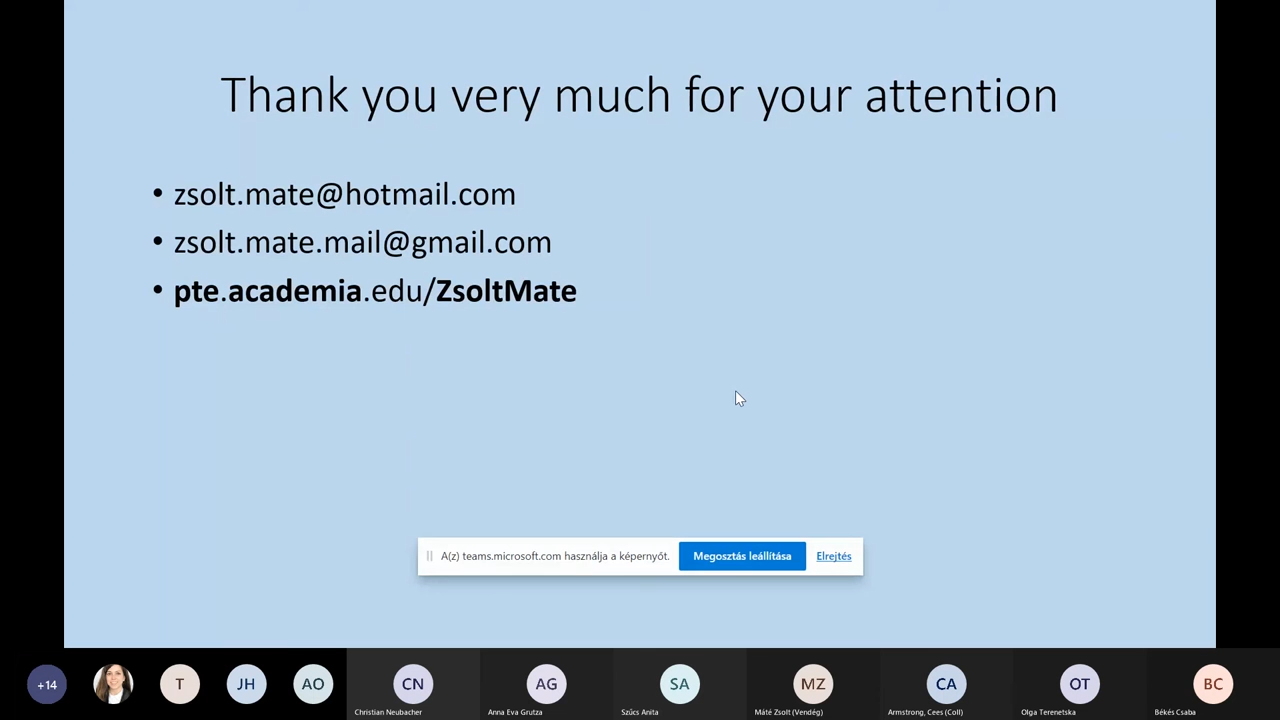 Thank you very much for your attention
• zsolt.mate@hotmail.com
• zsolt.mate.mail@gmail.com
• pte.academia.edu/ZsoltMate
A(z) teams.microsoft.com használja a képernyőt. Megosztás leállítása Elrejtés
+14 T JH AO CN AG SA MZ CA OT BC
Christian Neubacher Anna Eva Grutza Szűcs Anita Máté Zsolt (Vendég) Armstrong, Cees (Coll) Olga Terenetska Békés Csaba